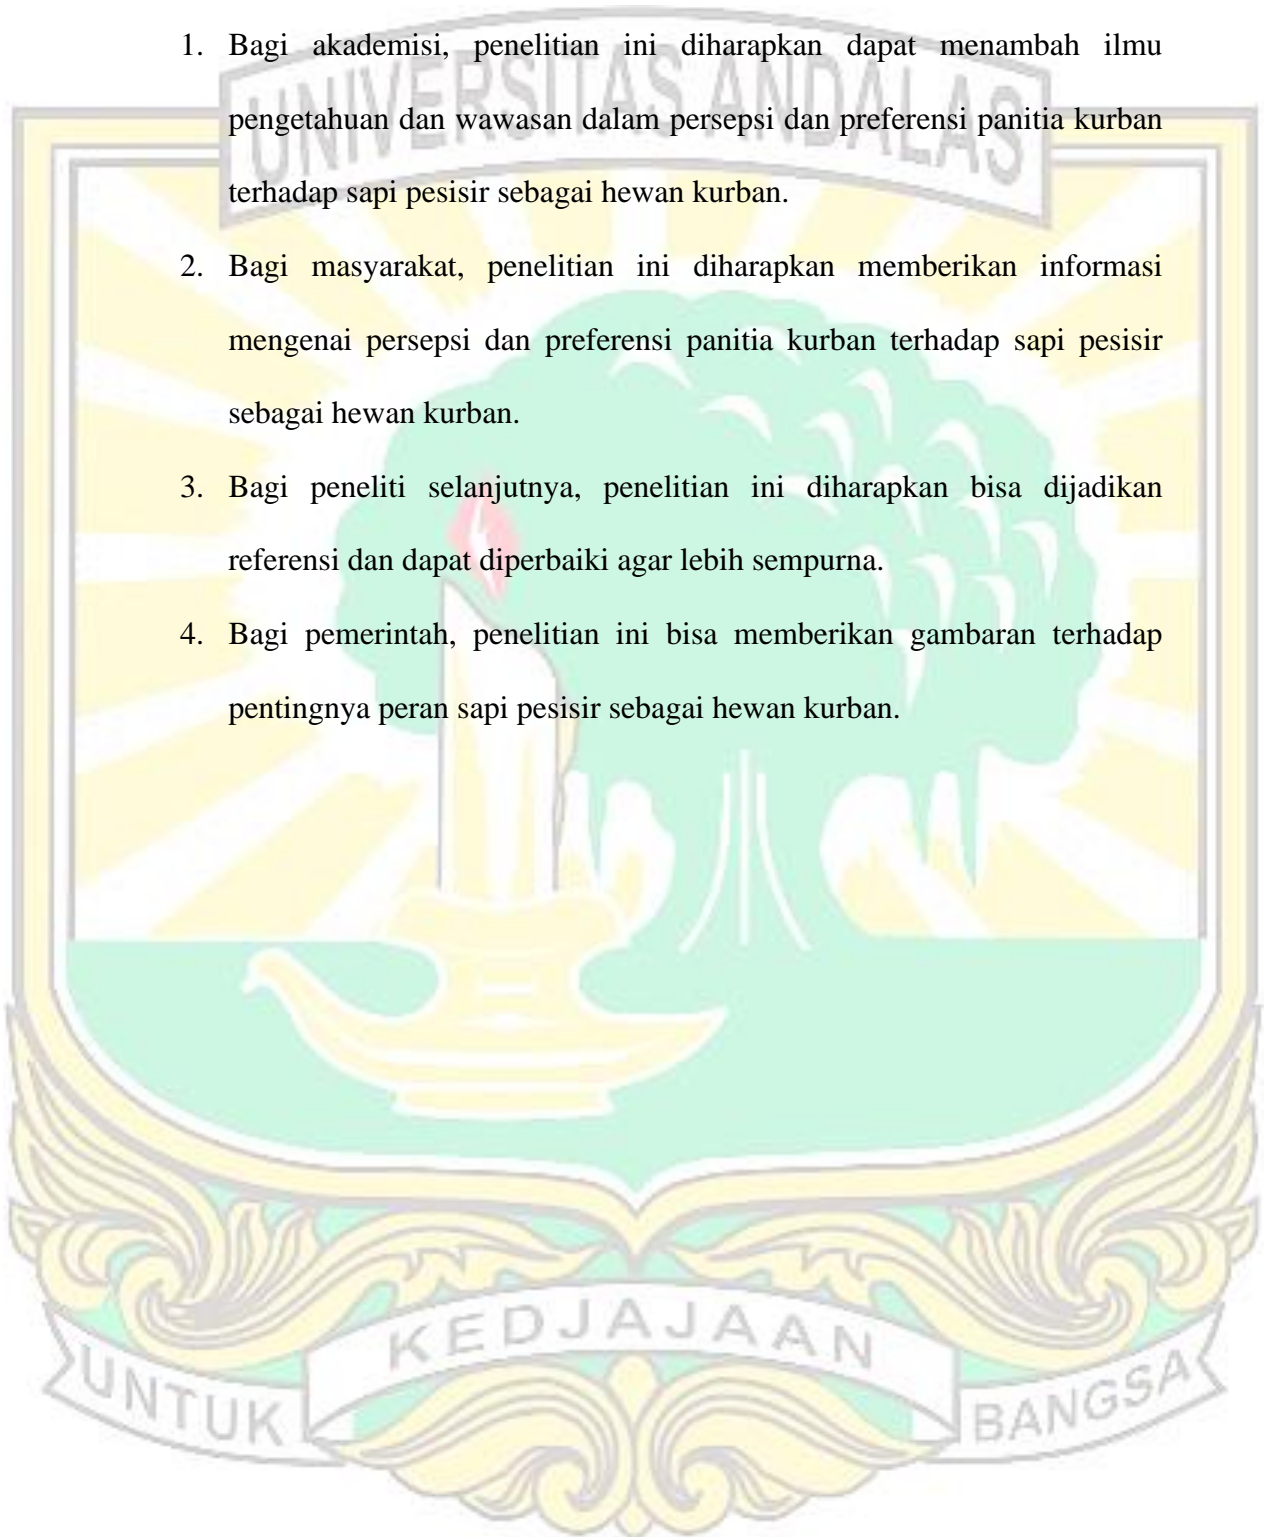 1. Bagi akademisi, penelitian ini diharapkan dapat menambah ilmu
pengetahuan dan wawasan dalam persepsi dan preferensi panitia kurban
terhadap sapi pesisir sebagai hewan kurban.
2. Bagi masyarakat, penelitian ini diharapkan memberikan informasi
mengenai persepsi dan preferensi panitia kurban terhadap sapi pesisir
sebagai hewan kurban.
3. Bagi peneliti selanjutnya, penelitian ini diharapkan bisa dijadikan
referensi dan dapat diperbaiki agar lebih sempurna.
4. Bagi pemerintah, penelitian ini bisa memberikan gambaran terhadap
pentingnya peran sapi pesisir sebagai hewan kurban.
UNIVERSITAS ANDALAS
UNTUK KEDJAJAAN BANGSA